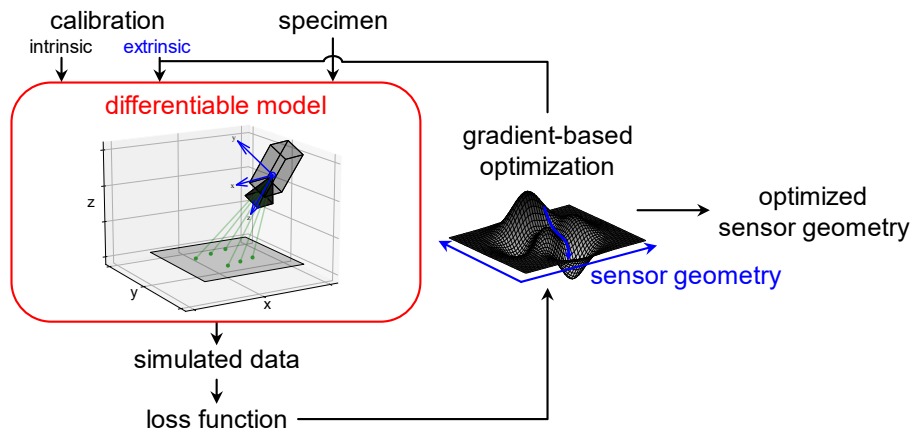 calibration
intrinsic
extrinsic
specimen
differentiable model
y
x
z
z
y
x
simulated data
loss function
gradient-based
optimization
sensor geometry
optimized
sensor geometry